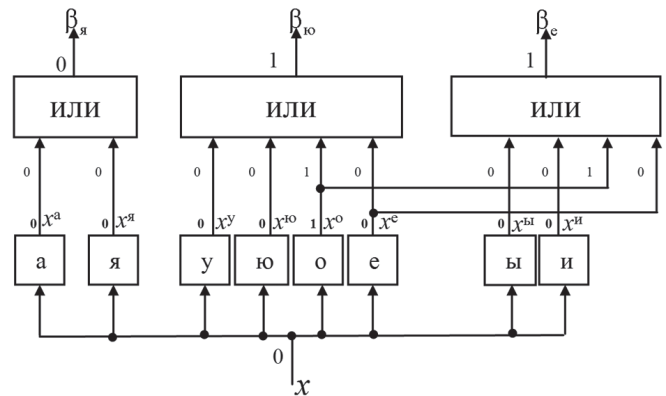 βя βю βе
0 1 1
или или или
0 0 0 0 1 0 0 0 1 0
0 xа 0 xя 0 xу 0 xю 1 xо 0 xе 0 xы 0 xи
а я у ю о е ы и
0
x